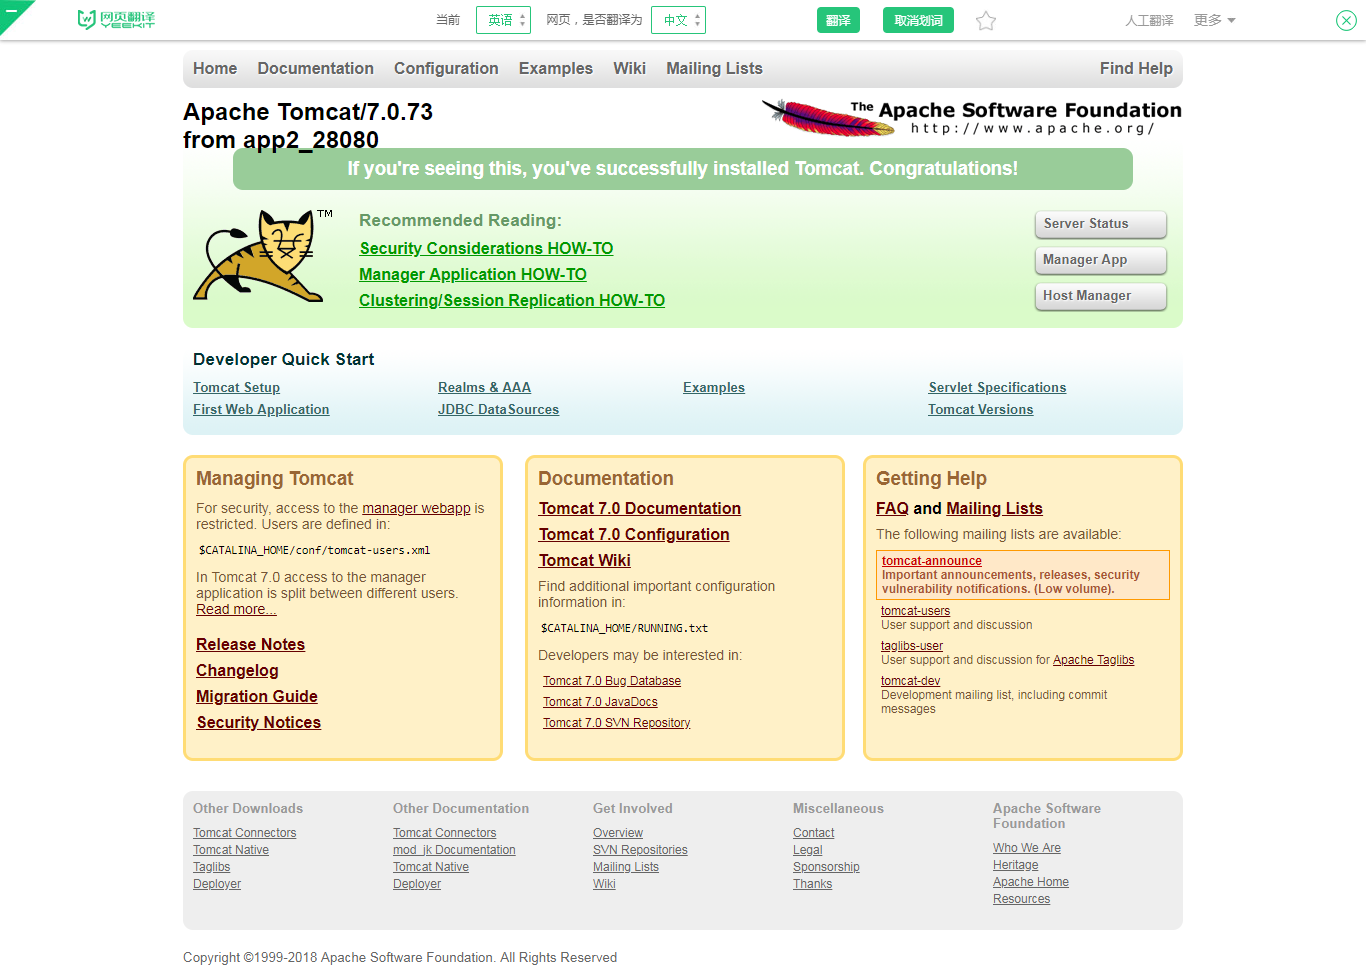 网页翻译
YEEKIT
当前 英语 网页，是否翻译为 中文 翻译 取消划词 人工翻译 更多
Home Documentation Configuration Examples Wiki Mailing Lists Find Help
Apache Tomcat/7.0.73
from app2_28080
The Apache Software Foundation
http://www.apache.org/
If you're seeing this, you've successfully installed Tomcat. Congratulations!
TM
Recommended Reading:
Security Considerations HOW-TO
Manager Application HOW-TO
Clustering/Session Replication HOW-TO
Server Status
Manager App
Host Manager
Developer Quick Start
Tomcat Setup
First Web Application
Realms & AAA
JDBC DataSources
Examples
Servlet Specifications
Tomcat Versions
Managing Tomcat
For security, access to the manager webapp is
restricted. Users are defined in:
$CATALINA_HOME/conf/tomcat-users.xml
In Tomcat 7.0 access to the manager
application is split between different users.
Read more...
Release Notes
Changelog
Migration Guide
Security Notices
Documentation
Tomcat 7.0 Documentation
Tomcat 7.0 Configuration
Tomcat Wiki
Find additional important configuration
information in:
$CATALINA_HOME/RUNNING.txt
Developers may be interested in:
Tomcat 7.0 Bug Database
Tomcat 7.0 JavaDocs
Tomcat 7.0 SVN Repository
Getting Help
FAQ and Mailing Lists
The following mailing lists are available:
tomcat-announce
Important announcements, releases, security
vulnerability notifications. (Low volume).
tomcat-users
User support and discussion
taglibs-user
User support and discussion for Apache Taglibs
tomcat-dev
Development mailing list, including commit
messages
Other Downloads
Tomcat Connectors
Tomcat Native
Taglibs
Deployer
Other Documentation
Tomcat Connectors
mod_jk Documentation
Tomcat Native
Deployer
Get Involved
Overview
SVN Repositories
Mailing Lists
Wiki
Miscellaneous
Contact
Legal
Sponsorship
Thanks
Apache Software
Foundation
Who We Are
Heritage
Apache Home
Resources
Copyright ©1999-2018 Apache Software Foundation. All Rights Reserved